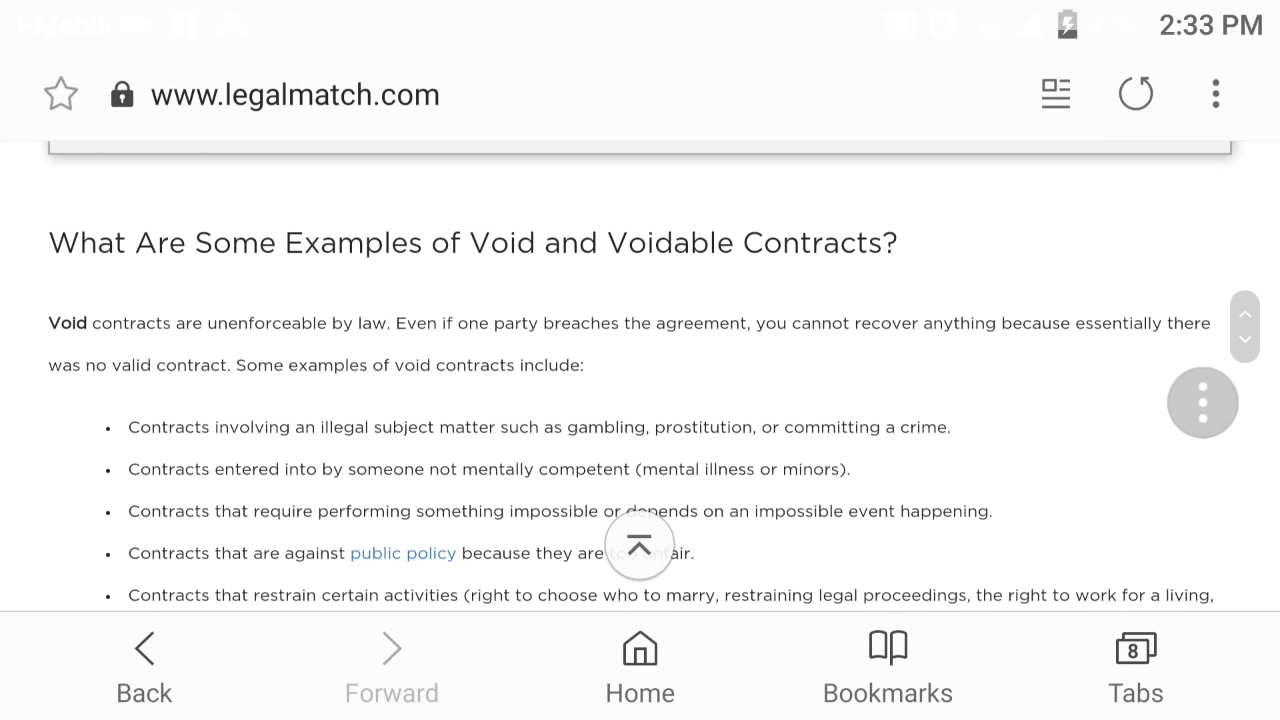 2:33 PM
www.legalmatch.com
What Are Some Examples of Void and Voidable Contracts?
Void contracts are unenforceable by law. Even if one party breaches the agreement, you cannot recover anything because essentially there
was no valid contract. Some examples of void contracts include:
• Contracts involving an illegal subject matter such as gambling, prostitution, or committing a crime.
• Contracts entered into by someone not mentally competent (mental illness or minors).
• Contracts that require performing something impossible or depends on an impossible event happening.
• Contracts that are against public policy because they are too unfair.
• Contracts that restrain certain activities (right to choose who to marry, restraining legal proceedings, the right to work for a living,
8
Back Forward Home Bookmarks Tabs